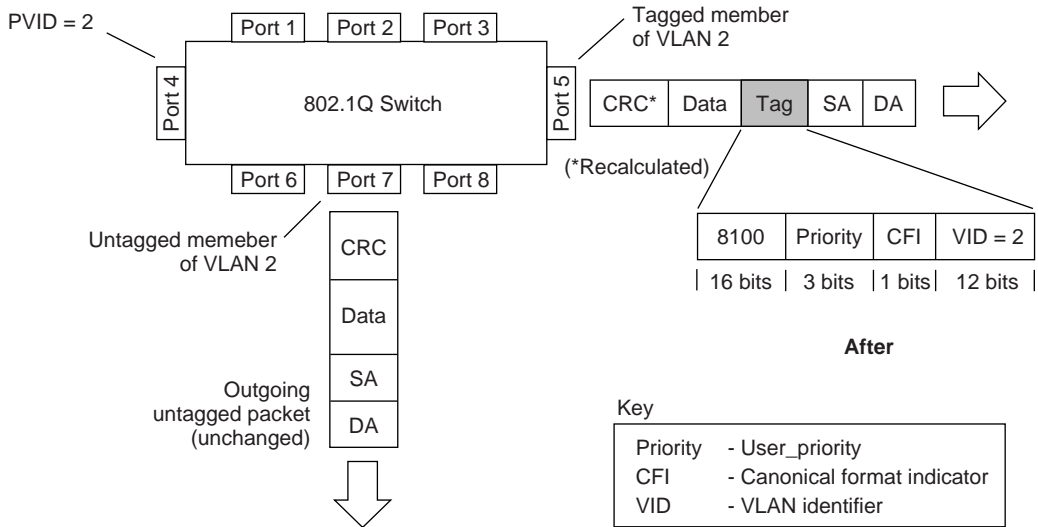 PVID = 2
Port 1
Port 2
Port 3
Tagged member
of VLAN 2
Port 4
802.1Q Switch
Port 5
CRC*
Data
Tag
SA
DA
(*Recalculated)
Port 6
Port 7
Port 8
Untagged memeber
of VLAN 2
CRC
Data
SA
DA
8100
Priority
CFI
VID = 2
16 bits
3 bits
1 bits
12 bits
After
Outgoing
untagged packet
(unchanged)
Key
Priority - User_priority
CFI - Canonical format indicator
VID - VLAN identifier